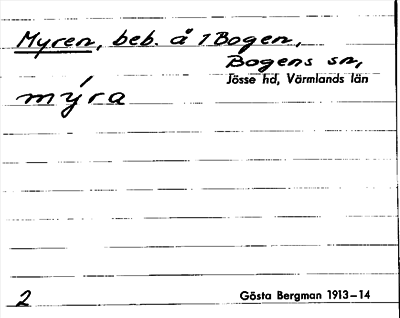 Myren, beb. å 1 Bogen,
Bogens sn,
Jösse hd, Värmlands län
mýra
2 Gösta Bergman 1913–14